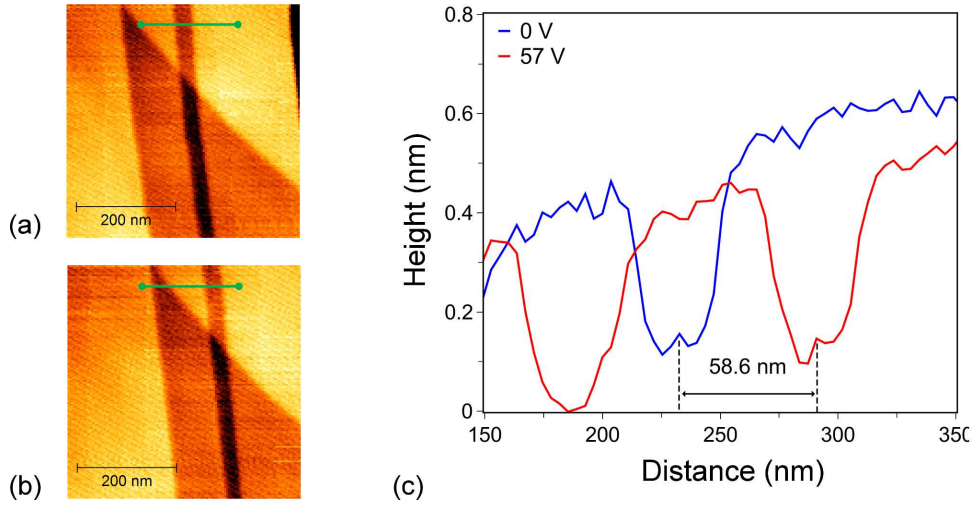 (a)
200 nm
(b)
200 nm
(c)
0 V
57 V
Height (nm)
0.8
0.6
0.4
0.2
0
58.6 nm
150 200 250 300 350
Distance (nm)